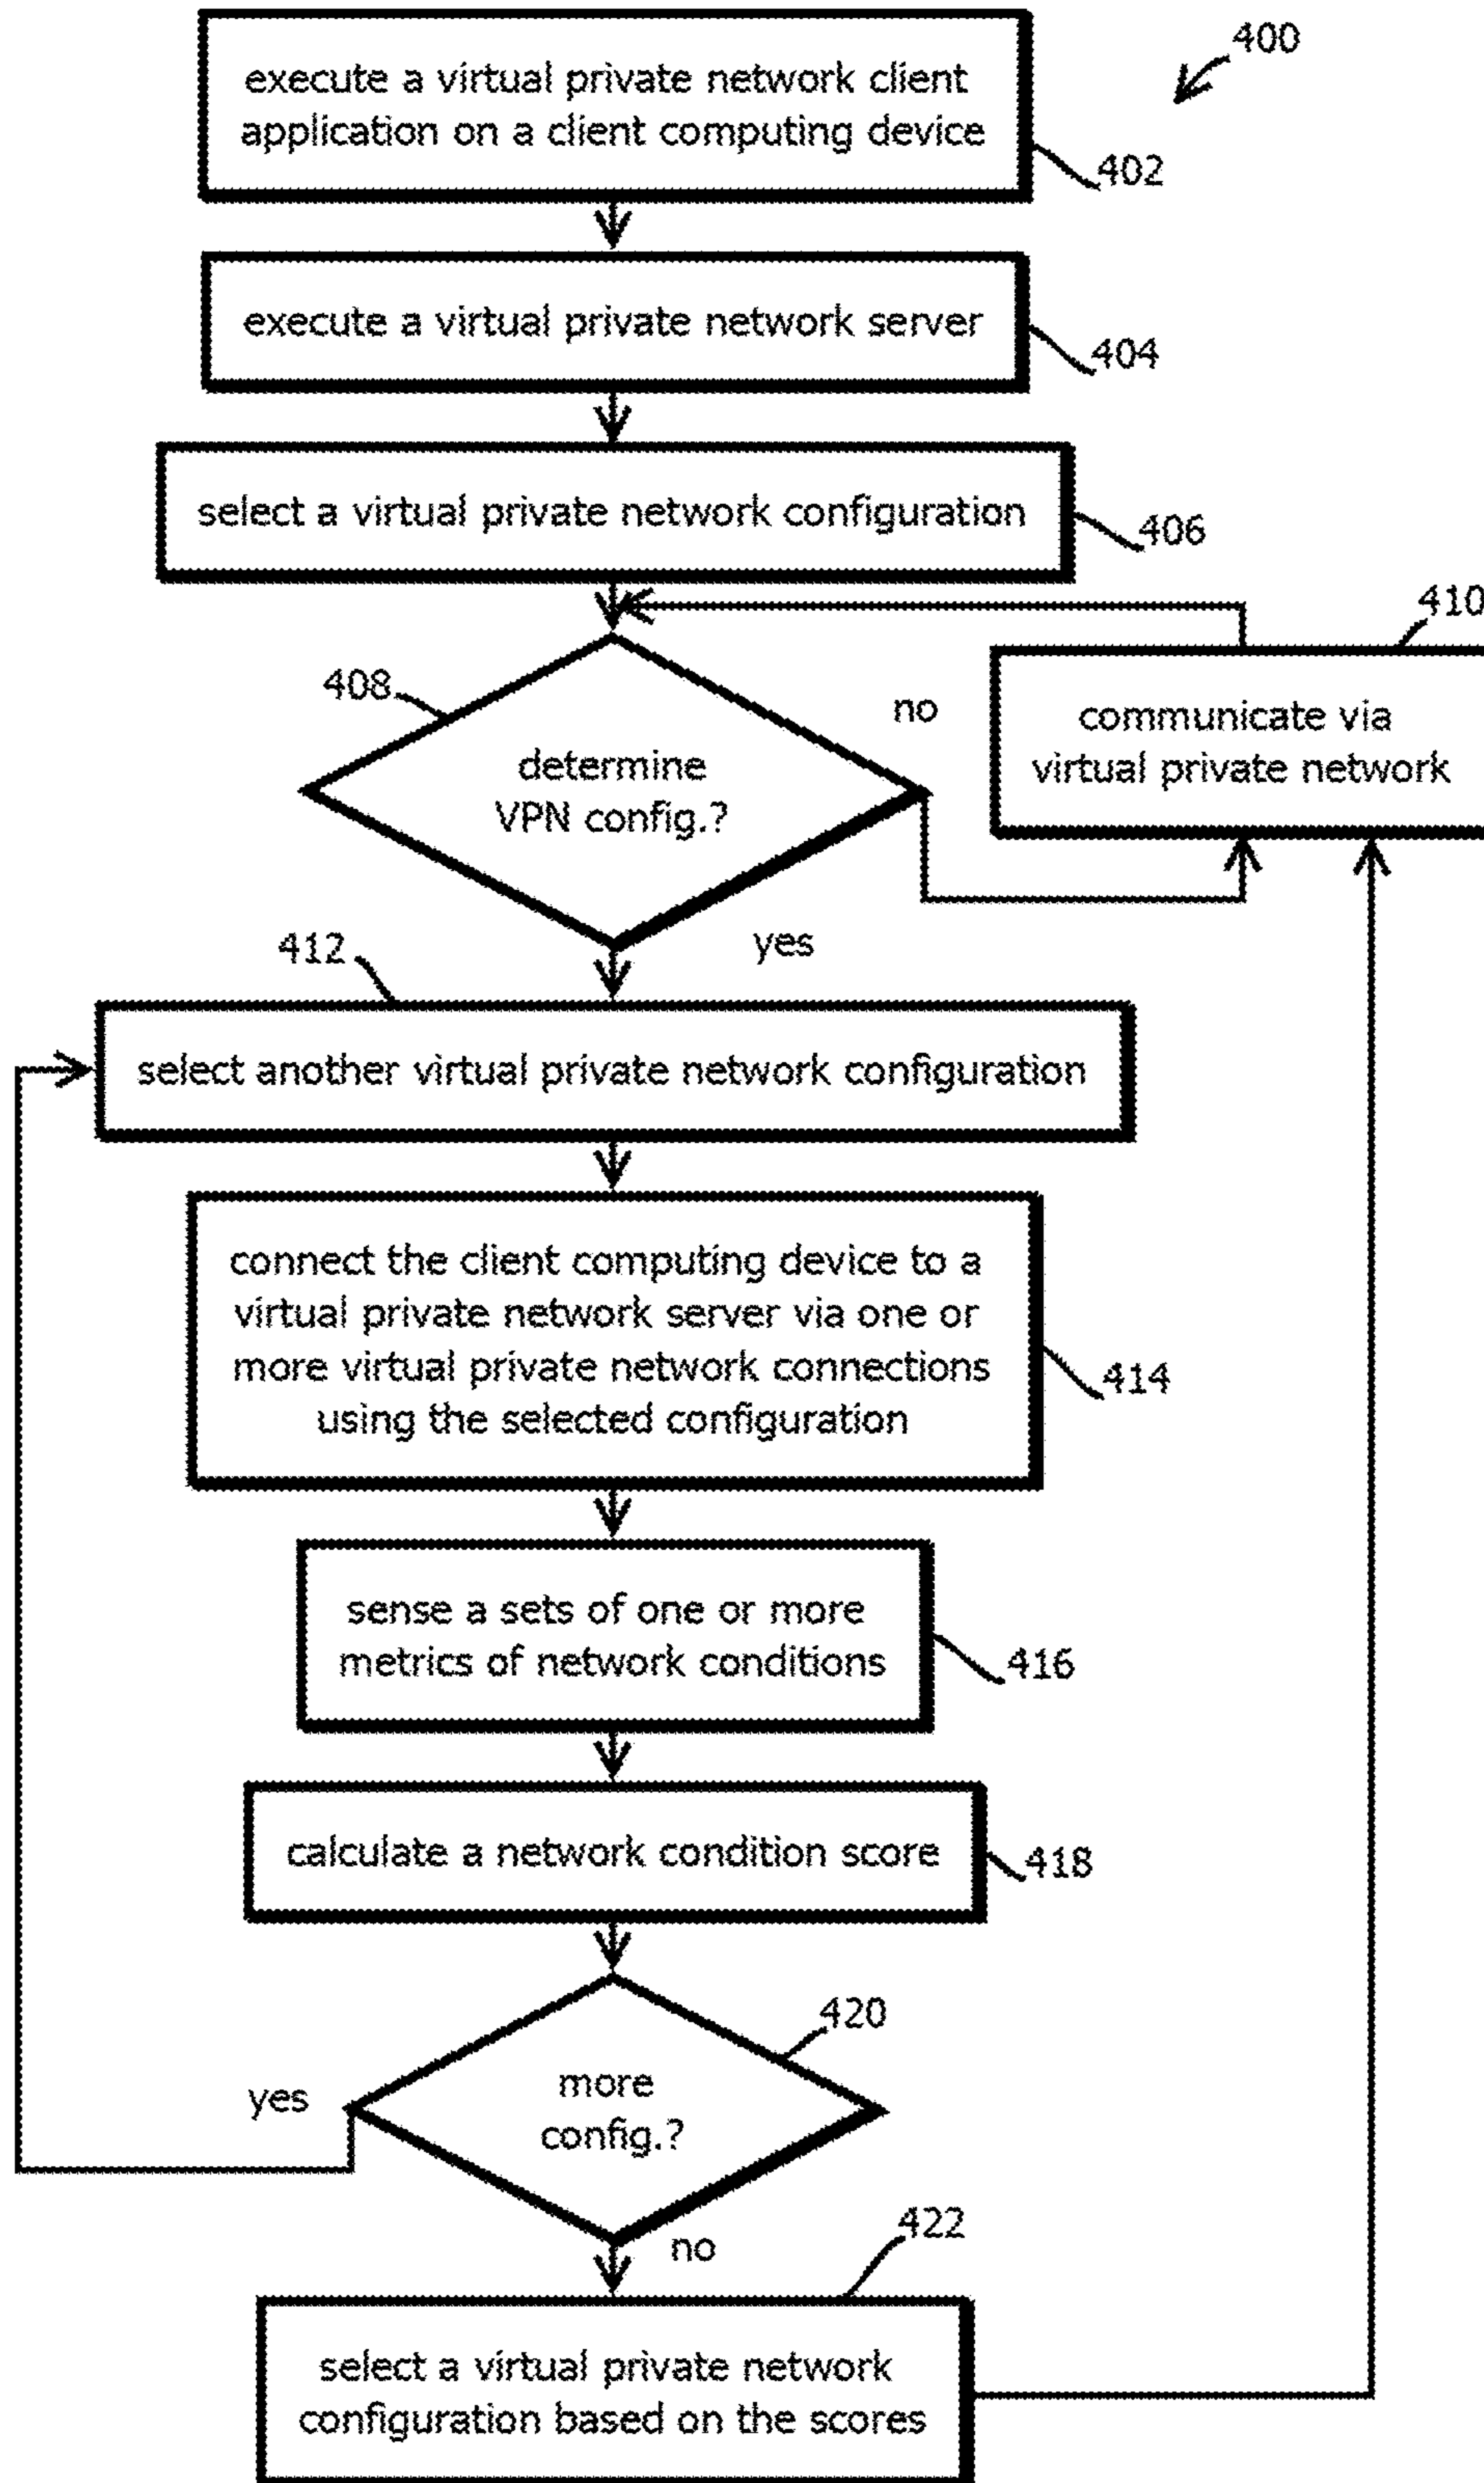 400
execute a virtual private network client
application on a client computing device
402
execute a virtual private network server
404
select a virtual private network configuration
406
410
408
no
communicate via
virtual private network
determine
VPN config.?
yes
412
select another virtual private network configuration
connect the client computing device to a
virtual private network server via one or
more virtual private network connections
using the selected configuration
414
sense a sets of one or more
metrics of network conditions
416
calculate a network condition score
418
420
more
config.?
yes
no
422
select a virtual private network
configuration based on the scores